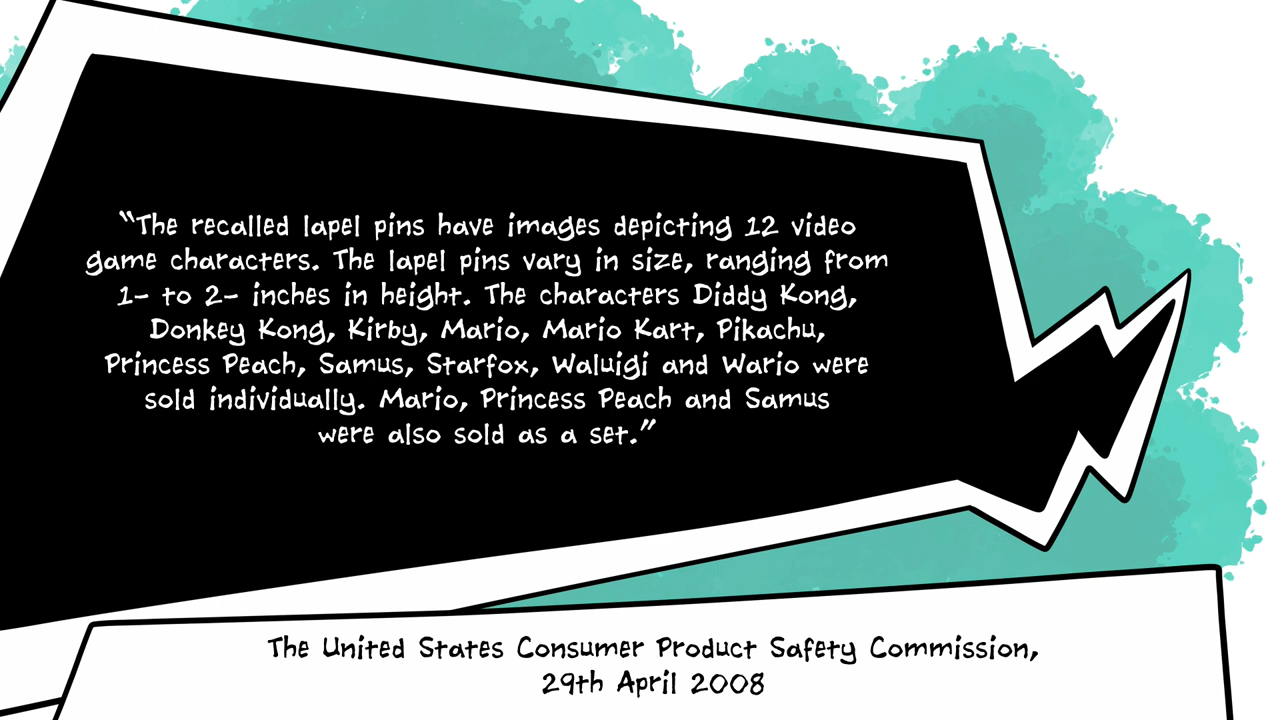 “The recalled lapel pins have images depicting 12 video
game characters. The lapel pins vary in size, ranging from
1- to 2- inches in height. The characters Diddy Kong,
Donkey Kong, Kirby, Mario, Mario Kart, Pikachu,
Princess Peach, Samus, Starfox, Waluigi and Wario were
sold individually. Mario, Princess Peach and Samus
were also sold as a set.”
The United States Consumer Product Safety Commission,
29th April 2008